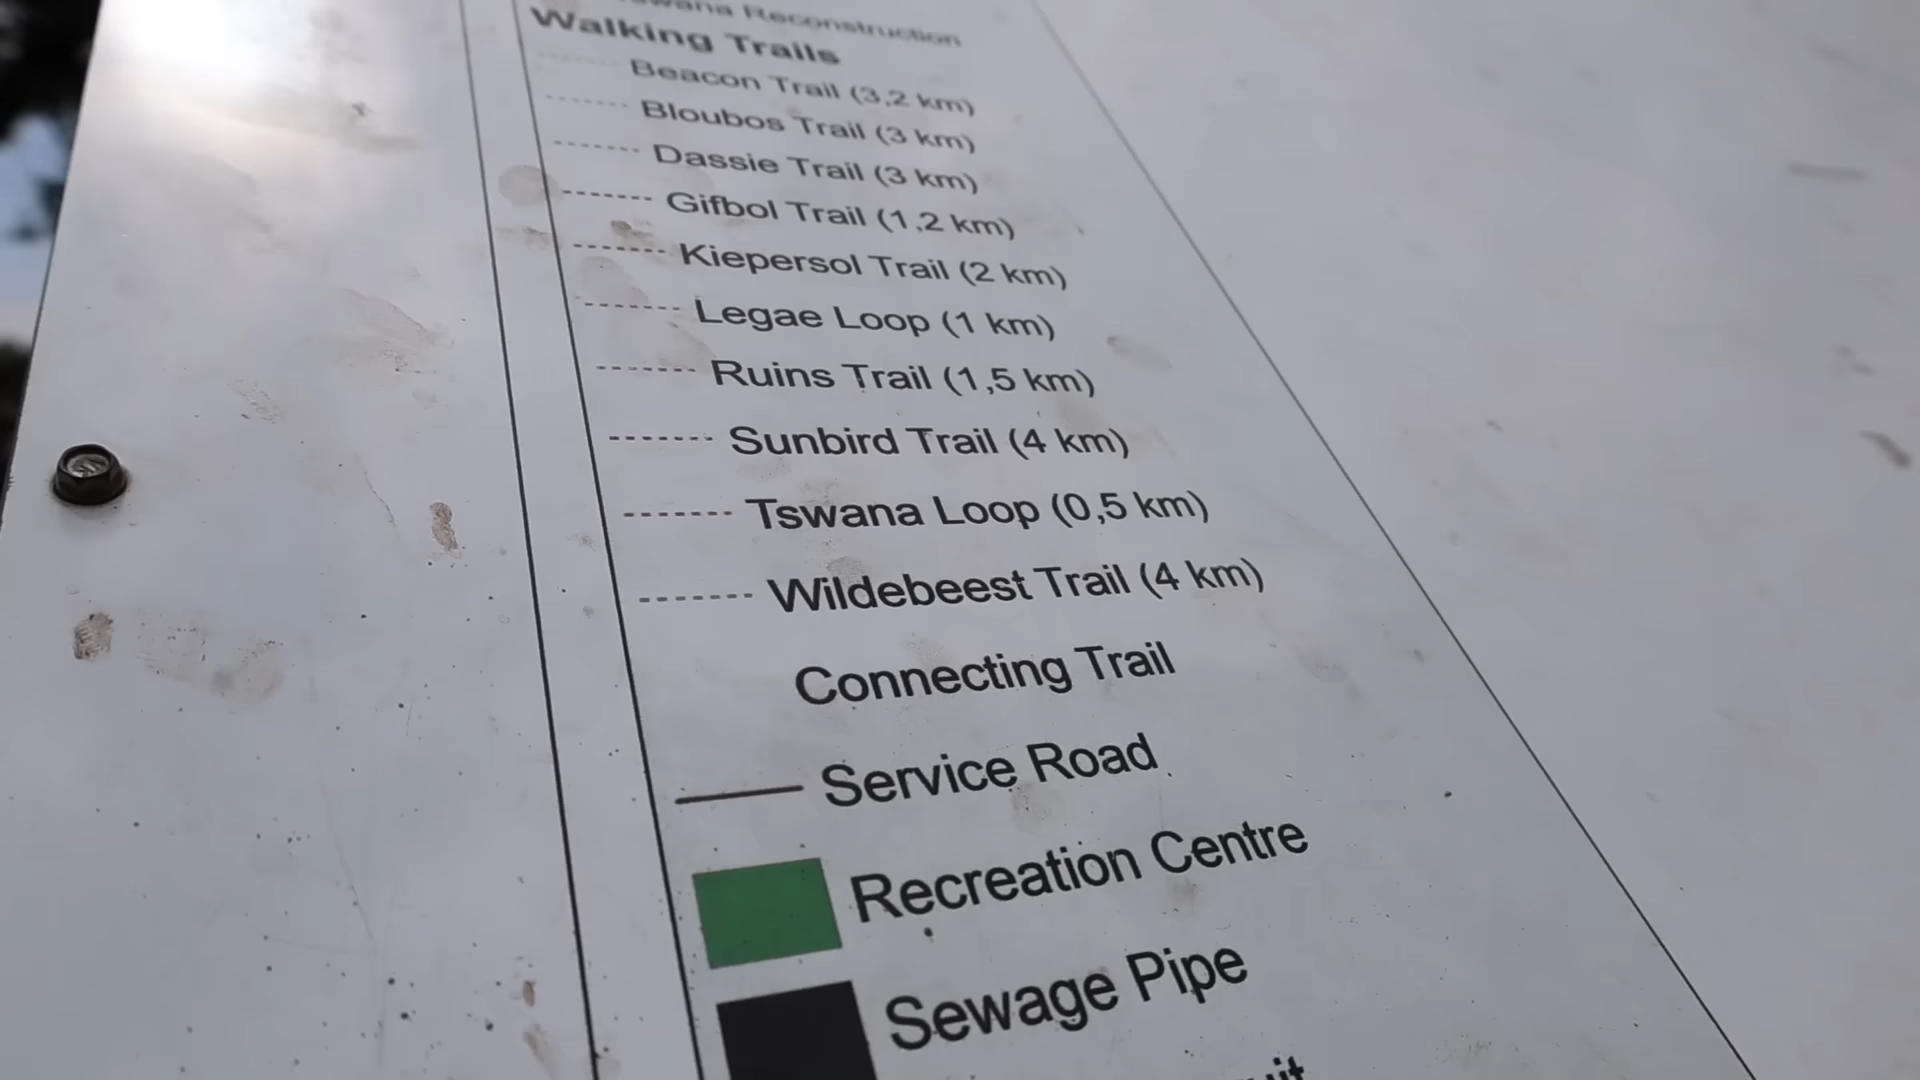 Reconstruction
Walking Trails
Beacon Trail (3,2 km)
Bloubos Trail (3 km)
Dassie Trail (3 km)
Gifbol Trail (1,2 km)
Kiepersol Trail (2 km)
Legae Loop (1 km)
Ruins Trail (1,5 km)
Sunbird Trail (4 km)
Tswana Loop (0,5 km)
Wildebeest Trail (4 km)
Connecting Trail
Service Road
Recreation Centre
Sewage Pipe